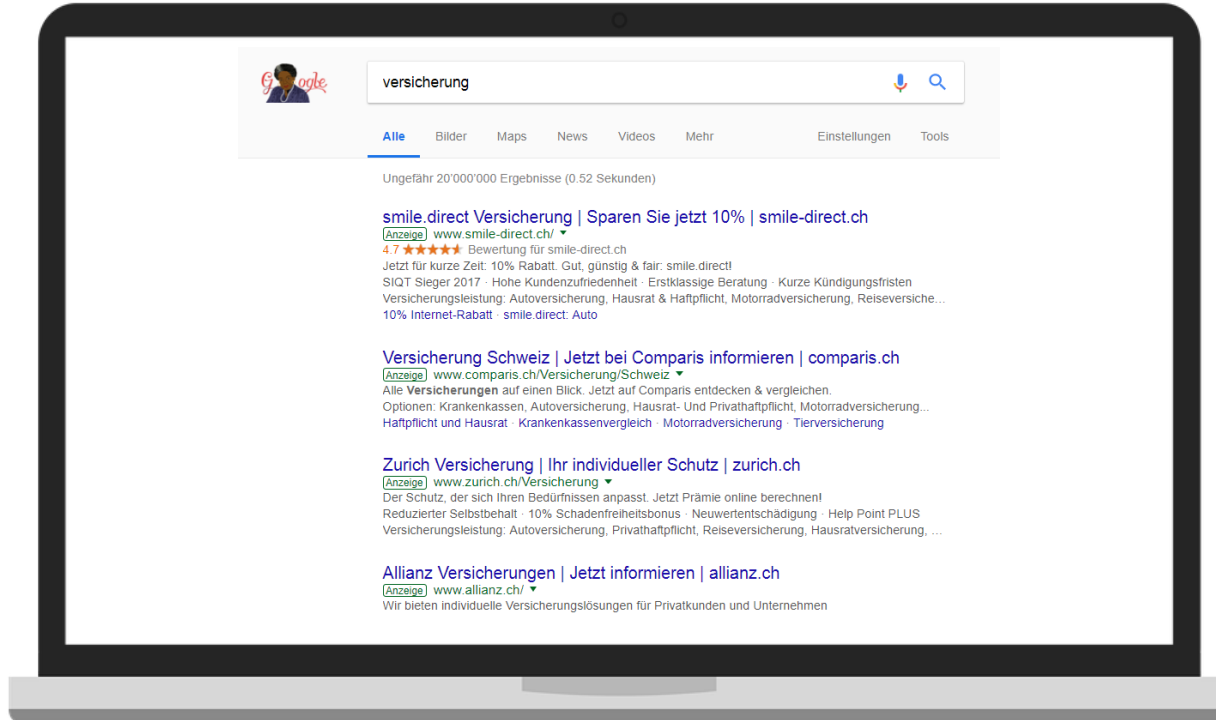 Google
versicherung
Alle Bilder Maps News Videos Mehr Einstellungen Tools
Ungefähr 20'000'000 Ergebnisse (0.52 Sekunden)
smile.direct Versicherung | Sparen Sie jetzt 10% | smile-direct.ch
Anzeige www.smile-direct.ch/
4.7 Bewertung für smile-direct.ch
Jetzt für kurze Zeit: 10% Rabatt. Gut, günstig & fair: smile.direct!
SIQT Sieger 2017 · Hohe Kundenzufriedenheit · Erstklassige Beratung · Kurze Kündigungsfristen
Versicherungsleistung: Autoversicherung, Hausrat & Haftpflicht, Motorradversicherung, Reiseversiche...
10% Internet-Rabatt · smile.direct: Auto
Versicherung Schweiz | Jetzt bei Comparis informieren | comparis.ch
Anzeige www.comparis.ch/Versicherung/Schweiz
Alle Versicherungen auf einen Blick. Jetzt auf Comparis entdecken & vergleichen.
Optionen: Krankenkassen, Autoversicherung, Hausrat- Und Privathaftpflicht, Motorradversicherung...
Haftpflicht und Hausrat · Krankenkassenvergleich · Motorradversicherung · Tierversicherung
Zurich Versicherung | Ihr individueller Schutz | zurich.ch
Anzeige www.zurich.ch/Versicherung
Der Schutz, der sich Ihren Bedürfnissen anpasst. Jetzt Prämie online berechnen!
Reduzierter Selbstbehalt · 10% Schadenfreiheitsbonus · Neuwertentschädigung · Help Point PLUS
Versicherungsleistung: Autoversicherung, Privathaftpflicht, Reiseversicherung, Hausratversicherung, ...
Allianz Versicherungen | Jetzt informieren | allianz.ch
Anzeige www.allianz.ch/
Wir bieten individuelle Versicherungslösungen für Privatkunden und Unternehmen